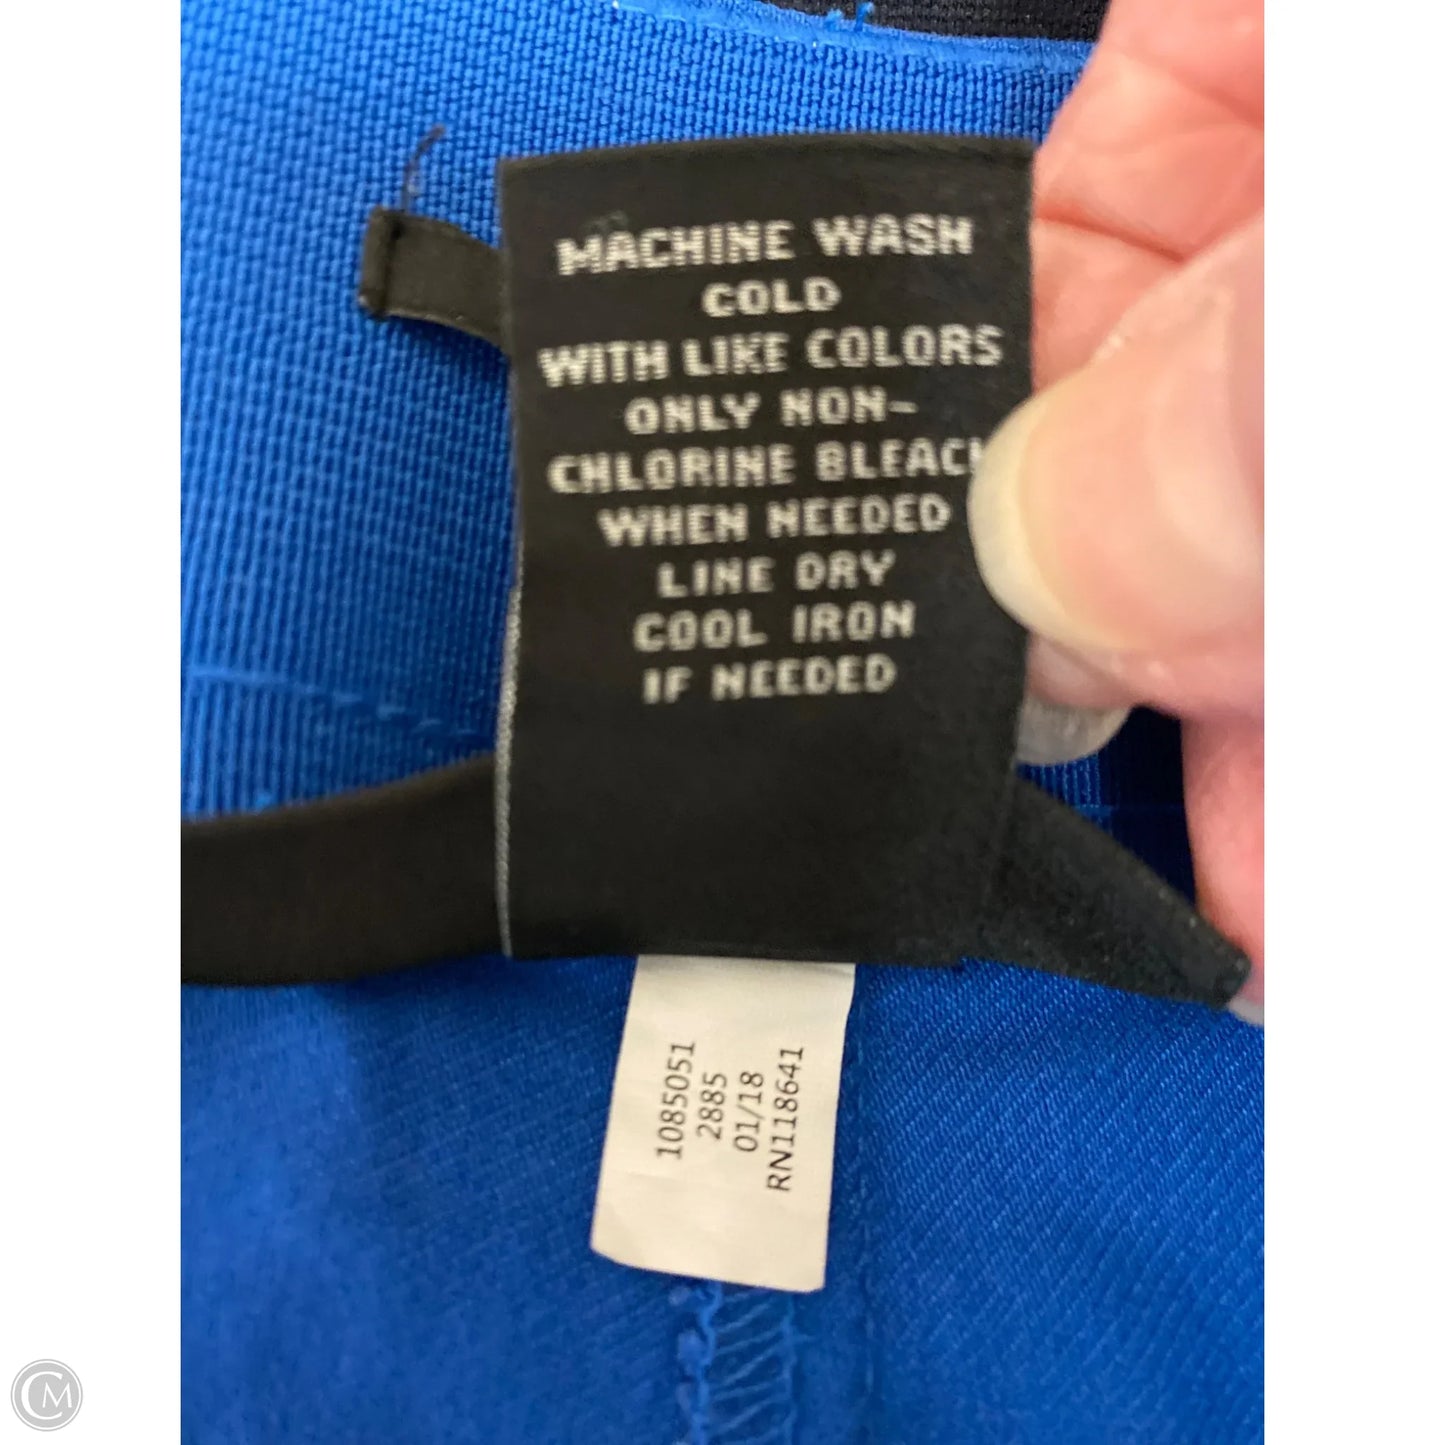 MACHINE WASH
COLD
WITH LIKE COLORS
ONLY NON-
CHLORINE BLEACH
WHEN NEEDED
LINE DRY
COOL IRON
IF NEEDED
1085051
2885
01/18
RN118641
CM